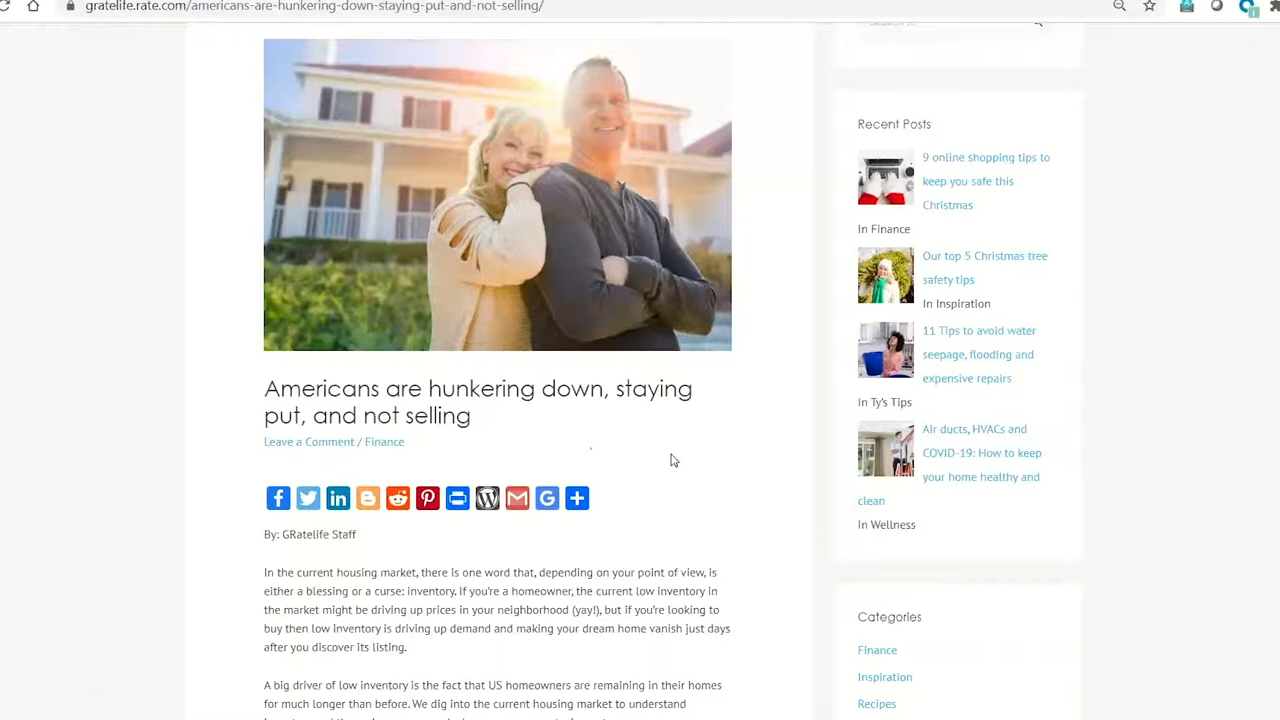 gratelife.rate.com/americans-are-hunkering-down-staying-put-and-not-selling/
Americans are hunkering down, staying
put, and not selling
Leave a Comment / Finance
By: GRatelife Staff
In the current housing market, there is one word that, depending on your point of view, is
either a blessing or a curse: inventory. If you're a homeowner, the current low inventory in
the market might be driving up prices in your neighborhood (yay!), but if you're looking to
buy then low inventory is driving up demand and making your dream home vanish just days
after you discover its listing.
A big driver of low inventory is the fact that US homeowners are remaining in their homes
for much longer than before. We dig into the current housing market to understand
Recent Posts
9 online shopping tips to
keep you safe this
Christmas
In Finance
Our top 5 Christmas tree
safety tips
In Inspiration
11 Tips to avoid water
seepage, flooding and
expensive repairs
In Ty's Tips
Air ducts, HVACs and
COVID-19: How to keep
your home healthy and
clean
In Wellness
Categories
Finance
Inspiration
Recipes